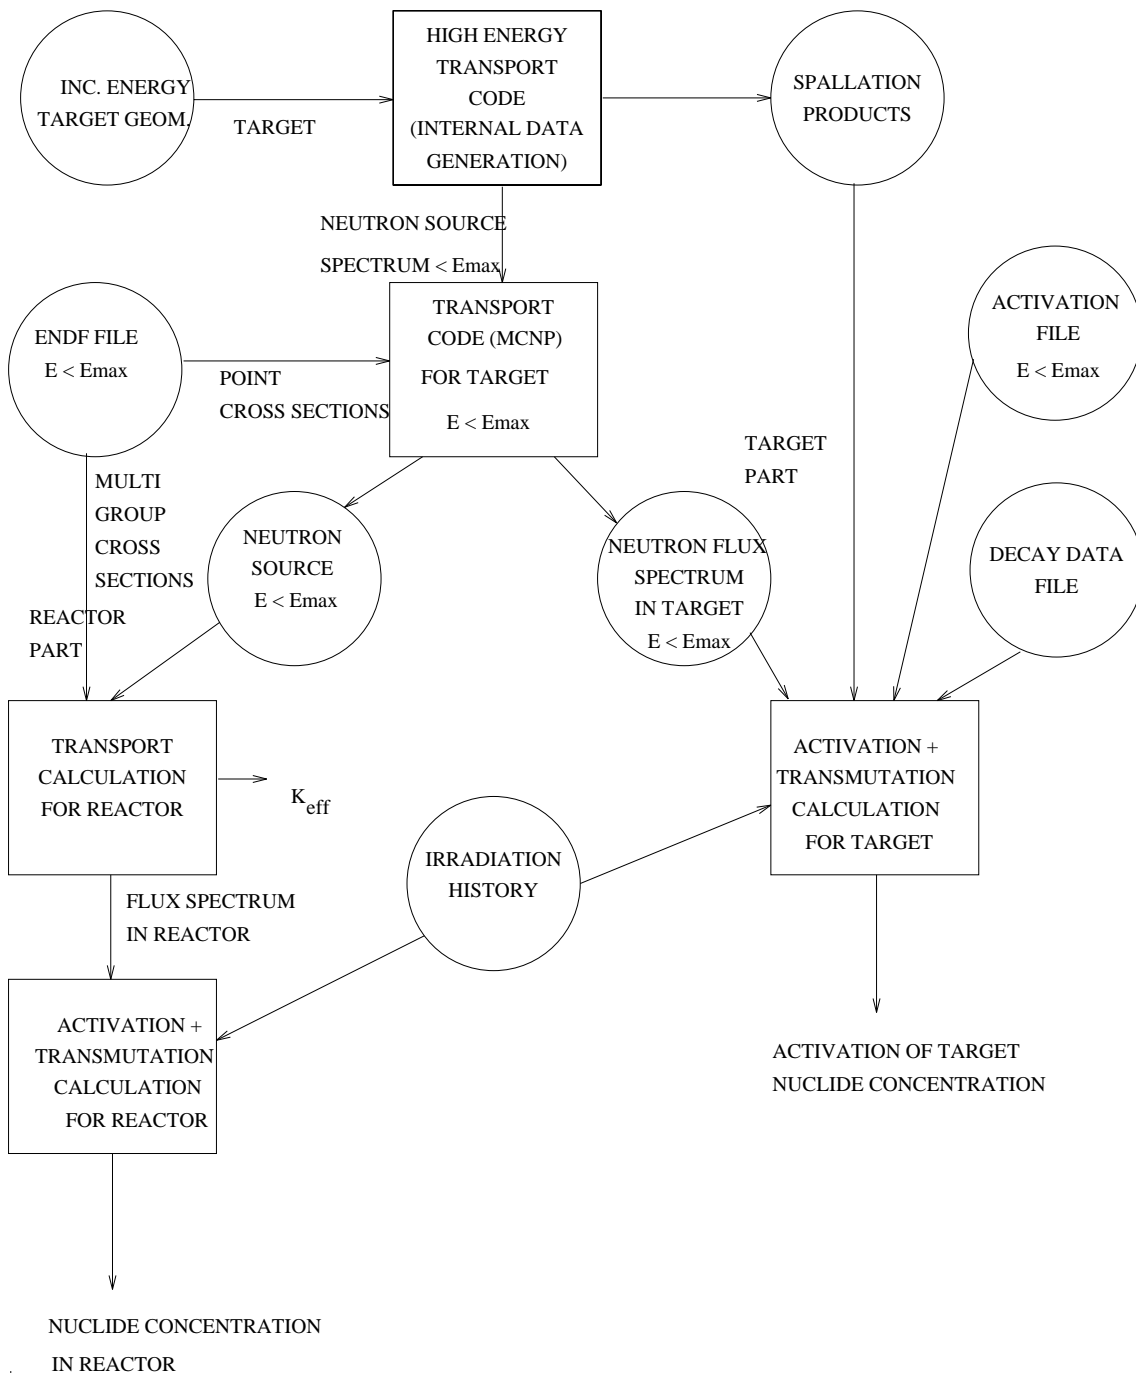 INC. ENERGY
TARGET GEOM.
TARGET
HIGH ENERGY
TRANSPORT
CODE
(INTERNAL DATA
GENERATION)
SPALLATION
PRODUCTS
NEUTRON SOURCE
SPECTRUM < Emax
ENDF FILE
E < Emax
POINT
CROSS SECTIONS
TRANSPORT
CODE (MCNP)
FOR TARGET
E < Emax
ACTIVATION
FILE
E < Emax
TARGET
PART
MULTI
GROUP
CROSS
SECTIONS
REACTOR
PART
NEUTRON
SOURCE
E < Emax
NEUTRON FLUX
SPECTRUM
IN TARGET
E < Emax
DECAY DATA
FILE
TRANSPORT
CALCULATION
FOR REACTOR
K_eff
ACTIVATION +
TRANSMUTATION
CALCULATION
FOR TARGET
IRRADIATION
HISTORY
FLUX SPECTRUM
IN REACTOR
ACTIVATION +
TRANSMUTATION
CALCULATION
FOR REACTOR
ACTIVATION OF TARGET
NUCLIDE CONCENTRATION
NUCLIDE CONCENTRATION
IN REACTOR